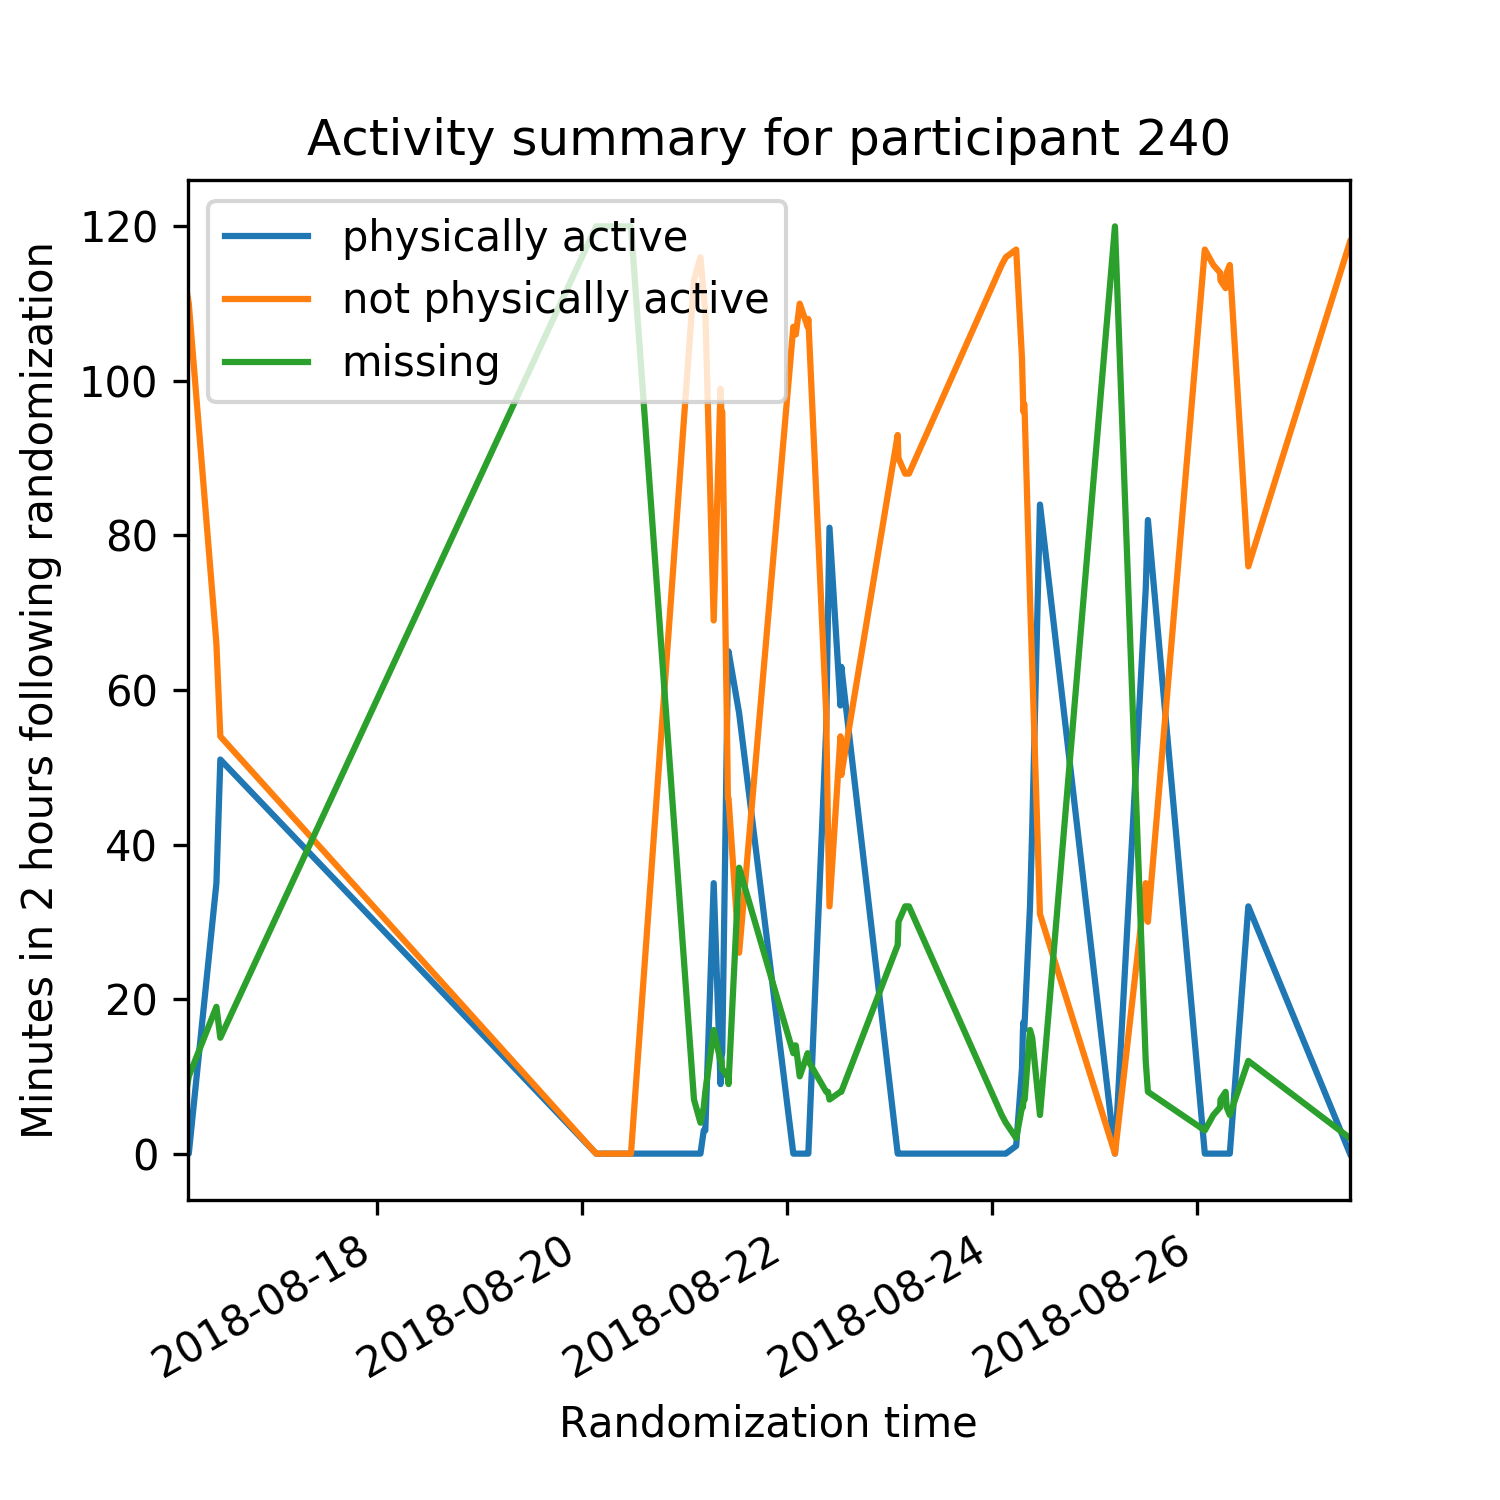 Activity summary for participant 240
physically active
not physically active
missing
Minutes in 2 hours following randomization
120
100
80
60
40
20
0
2018-08-18
2018-08-20
2018-08-22
2018-08-24
2018-08-26
Randomization time